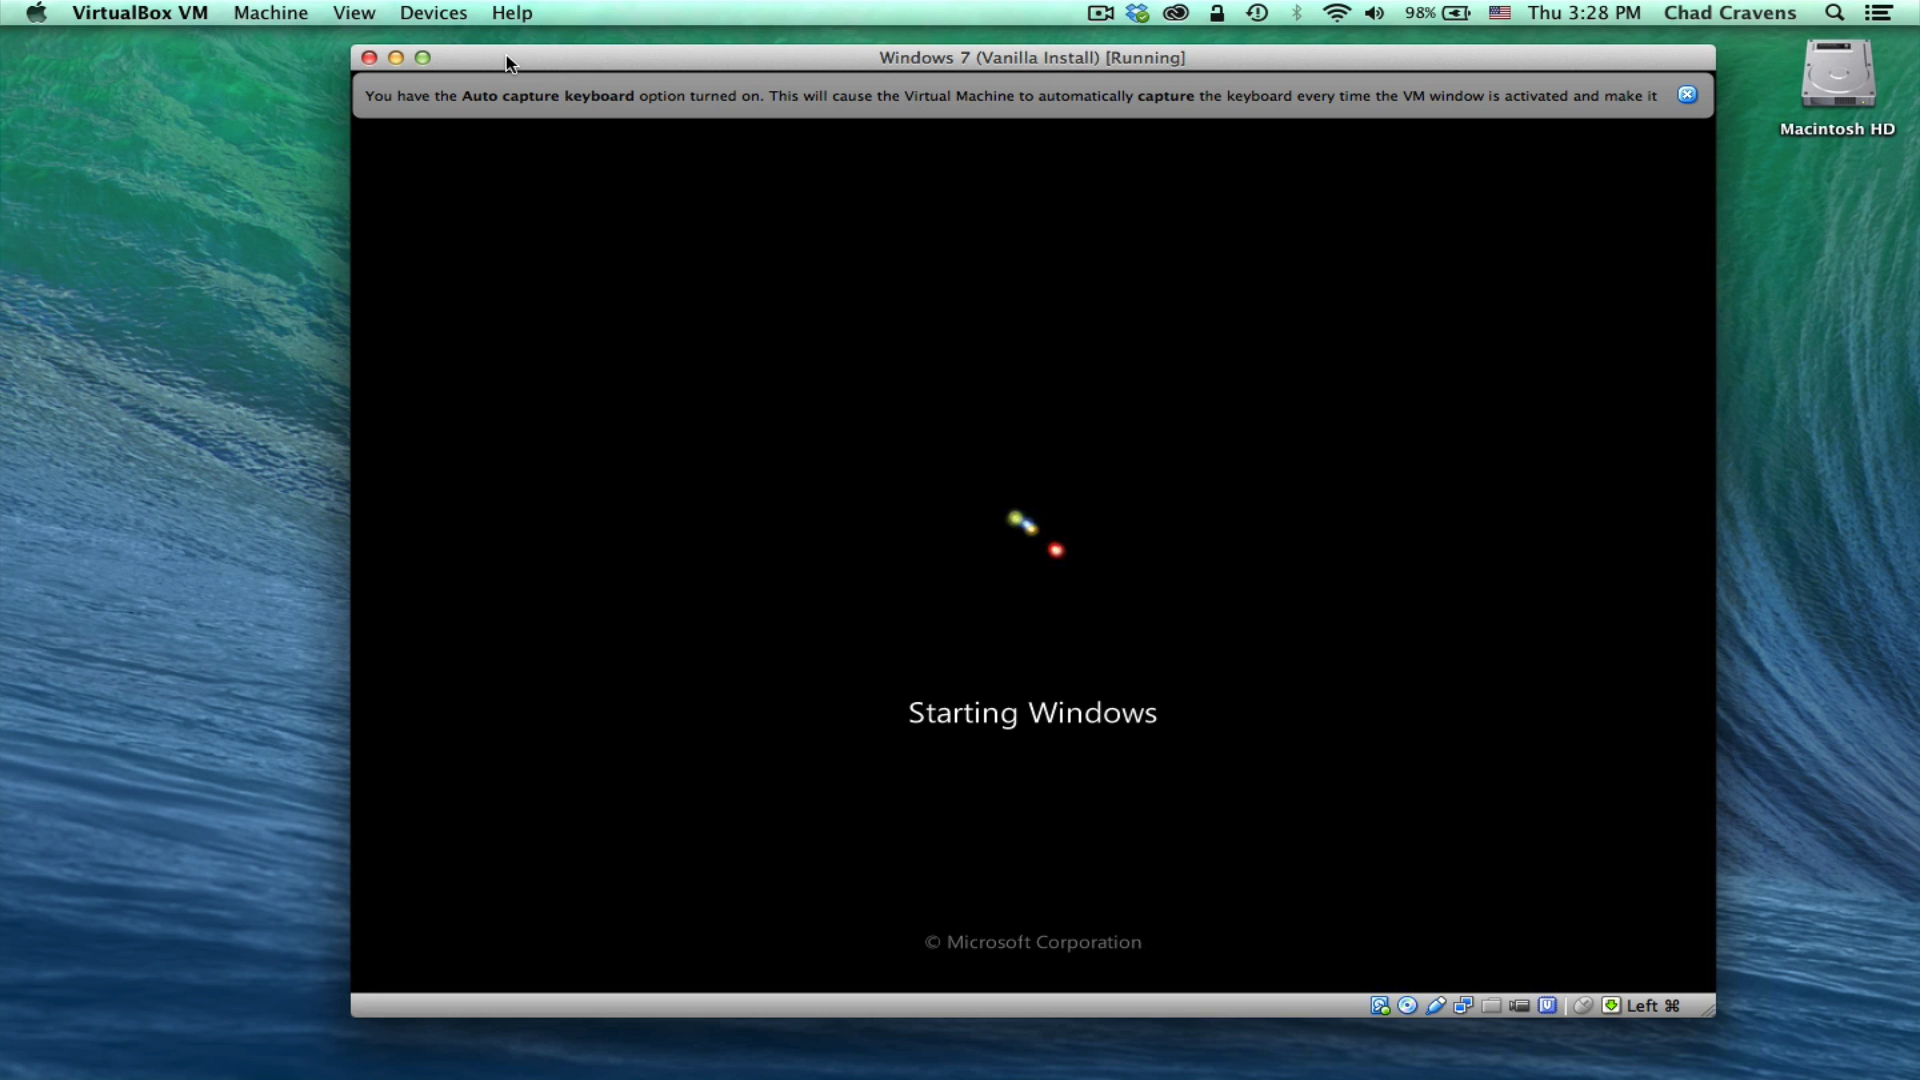 VirtualBox VM Machine View Devices Help 98% Thu 3:28 PM Chad Cravens
Windows 7 (Vanilla Install) [Running]
You have the Auto capture keyboard option turned on. This will cause the Virtual Machine to automatically capture the keyboard every time the VM window is activated and make it
Macintosh HD
Starting Windows
© Microsoft Corporation
Left ⌘